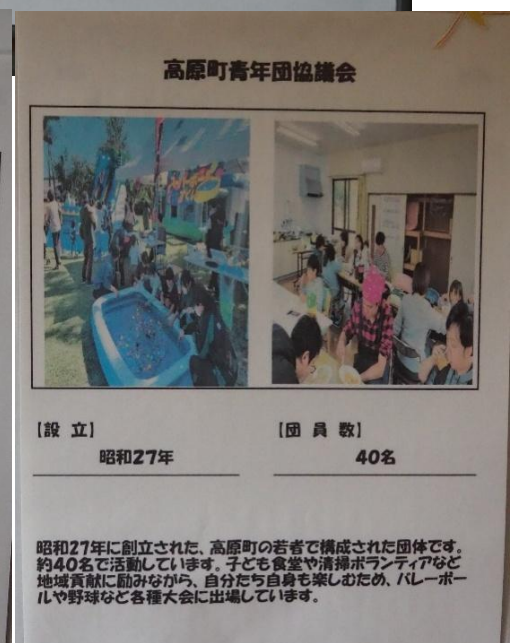 高原町青年団協議会
【設 立】
昭和27年
【団 員 数】
40名
昭和27年に創立された、高原町の若者で構成された団体です。
約40名で活動しています。子ども食堂や清掃ボランティアなど
地域貢献に励みながら、自分たち自身も楽しむため、バレーボー
ルや野球など各種大会に出場しています。